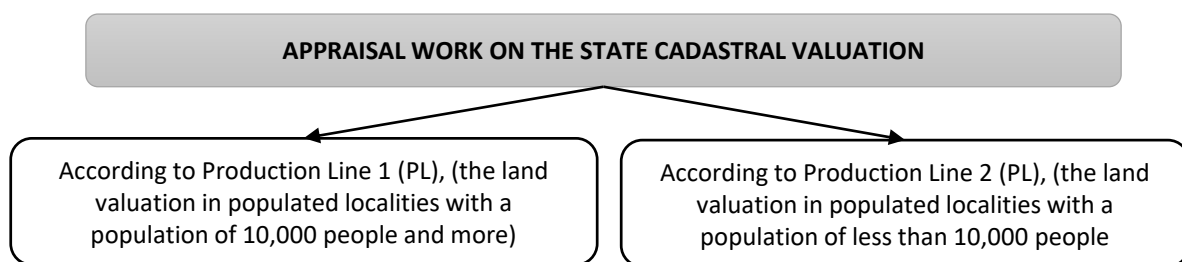 APPRAISAL WORK ON THE STATE CADASTRAL VALUATION
According to Production Line 1 (PL), (the land
valuation in populated localities with a
population of 10,000 people and more)
According to Production Line 2 (PL), (the land
valuation in populated localities with a
population of less than 10,000 people